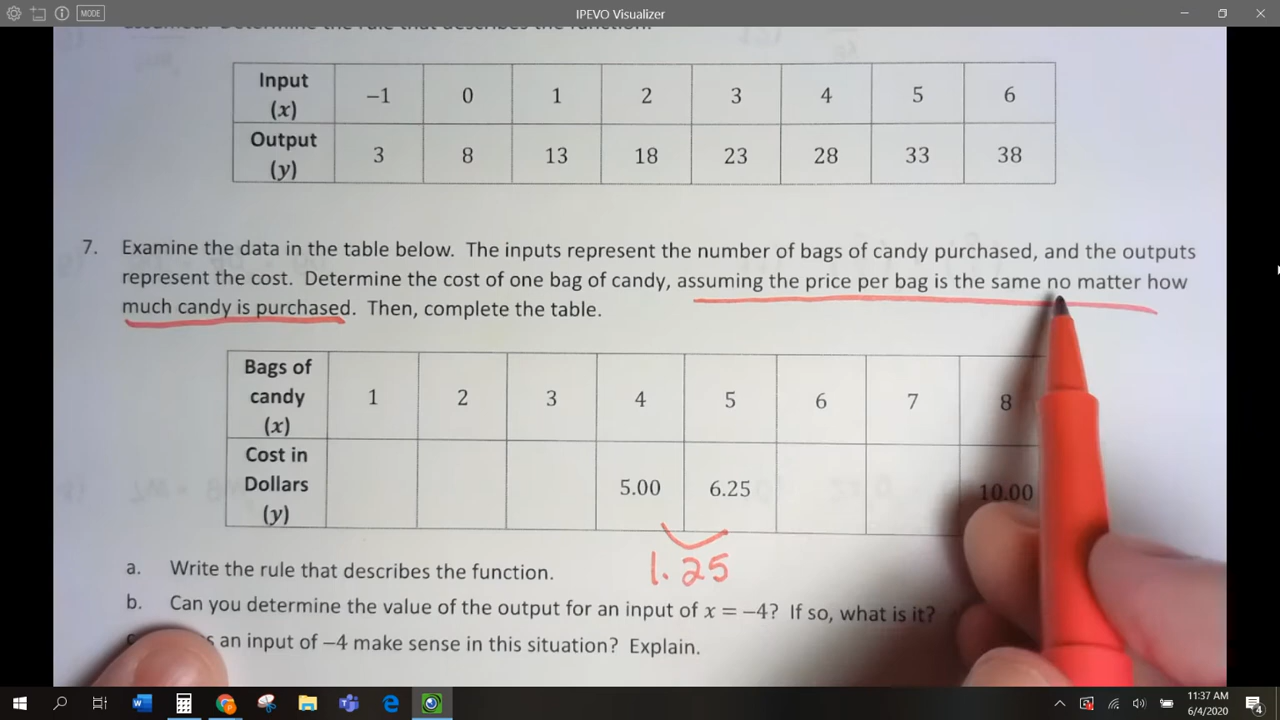 MODE
IPEVO Visualizer
Input (x) −1 0 1 2 3 4 5 6
Output (y) 3 8 13 18 23 28 33 38
7. Examine the data in the table below. The inputs represent the number of bags of candy purchased, and the outputs
represent the cost. Determine the cost of one bag of candy, assuming the price per bag is the same no matter how
much candy is purchased. Then, complete the table.
Bags of candy (x) 1 2 3 4 5 6 7 8
Cost in Dollars (y) 5.00 6.25 10.00
1.25
a. Write the rule that describes the function.
b. Can you determine the value of the output for an input of x = −4? If so, what is it?
an input of −4 make sense in this situation? Explain.
11:37 AM
6/4/2020
4